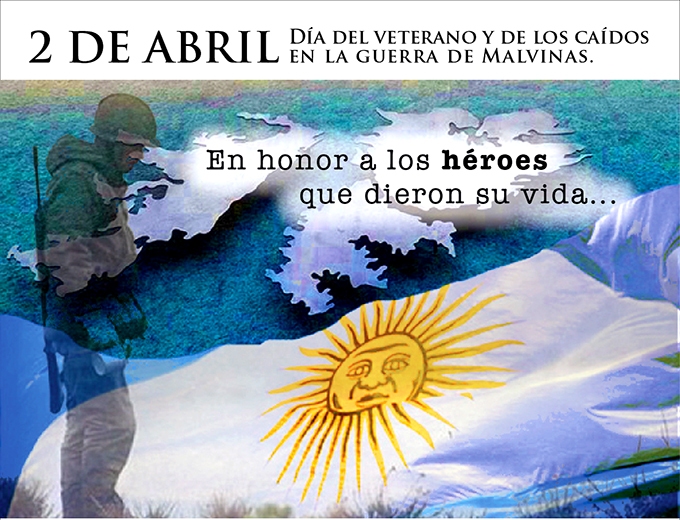 2 DE ABRIL
DÍA DEL VETERANO Y DE LOS CAÍDOS
EN LA GUERRA DE MALVINAS.
En honor a los héroes
que dieron su vida...